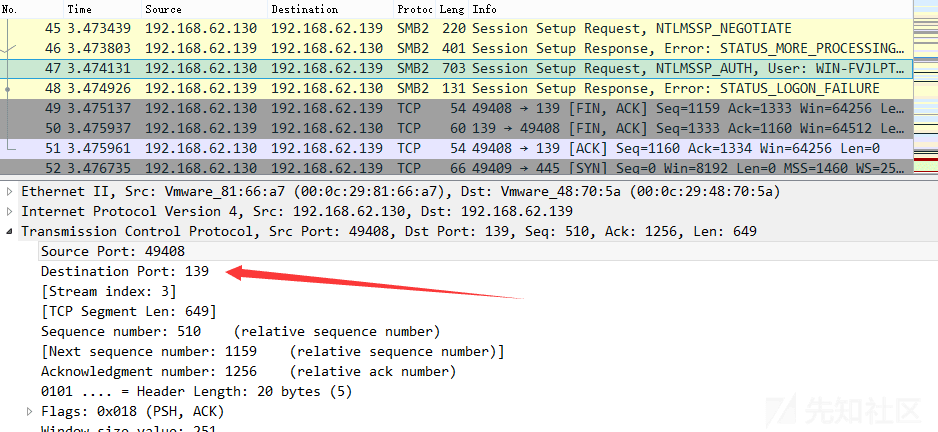 No. Time Source Destination Protoc Leng Info
45 3.473439 192.168.62.130 192.168.62.139 SMB2 220 Session Setup Request, NTLMSSP_NEGOTIATE
46 3.473803 192.168.62.139 192.168.62.130 SMB2 401 Session Setup Response, Error: STATUS_MORE_PROCESSING…
47 3.474131 192.168.62.130 192.168.62.139 SMB2 703 Session Setup Request, NTLMSSP_AUTH, User: WIN-FVJLPT…
48 3.474926 192.168.62.139 192.168.62.130 SMB2 131 Session Setup Response, Error: STATUS_LOGON_FAILURE
49 3.475137 192.168.62.130 192.168.62.139 TCP 54 49408 → 139 [FIN, ACK] Seq=1159 Ack=1333 Win=64256 Le…
50 3.475937 192.168.62.139 192.168.62.130 TCP 60 139 → 49408 [FIN, ACK] Seq=1333 Ack=1160 Win=64512 Le…
51 3.475961 192.168.62.130 192.168.62.139 TCP 54 49408 → 139 [ACK] Seq=1160 Ack=1334 Win=64256 Len=0
52 3.476735 192.168.62.130 192.168.62.139 TCP 66 49409 → 445 [SYN] Seq=0 Win=8192 Len=0 MSS=1460 WS=25…
Ethernet II, Src: Vmware_81:66:a7 (00:0c:29:81:66:a7), Dst: Vmware_48:70:5a (00:0c:29:48:70:5a)
Internet Protocol Version 4, Src: 192.168.62.130, Dst: 192.168.62.139
Transmission Control Protocol, Src Port: 49408, Dst Port: 139, Seq: 510, Ack: 1256, Len: 649
Source Port: 49408
Destination Port: 139
[Stream index: 3]
[TCP Segment Len: 649]
Sequence number: 510 (relative sequence number)
[Next sequence number: 1159 (relative sequence number)]
Acknowledgment number: 1256 (relative ack number)
0101 .... = Header Length: 20 bytes (5)
Flags: 0x018 (PSH, ACK)
Window size value: 251
先知社区